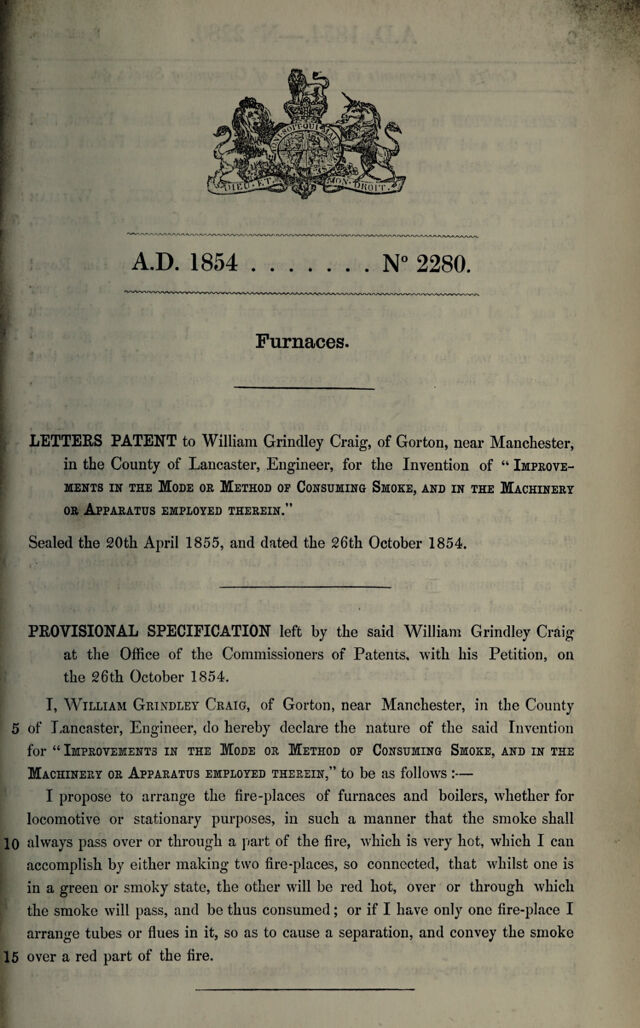 HONI SOIT QUI MAL
DIEU · ET · MON · DROIT ·
A.D. 1854 . . . . . . . Nº 2280.
Furnaces.
LETTERS PATENT to William Grindley Craig, of Gorton, near Manchester,
in the County of Lancaster, Engineer, for the Invention of “ IMPROVE-
MENTS IN THE MODE OR METHOD OF CONSUMING SMOKE, AND IN THE MACHINERY
OR APPARATUS EMPLOYED THEREIN.”
Sealed the 20th April 1855, and dated the 26th October 1854.
PROVISIONAL SPECIFICATION left by the said William Grindley Craig
at the Office of the Commissioners of Patents, with his Petition, on
the 26th October 1854.
I, WILLIAM GRINDLEY CRAIG, of Gorton, near Manchester, in the County
5 of Lancaster, Engineer, do hereby declare the nature of the said Invention
for “ IMPROVEMENTS IN THE MODE OR METHOD OF CONSUMING SMOKE, AND IN THE
MACHINERY OR APPARATUS EMPLOYED THEREIN,” to be as follows :—
I propose to arrange the fire-places of furnaces and boilers, whether for
locomotive or stationary purposes, in such a manner that the smoke shall
10 always pass over or through a part of the fire, which is very hot, which I can
accomplish by either making two fire-places, so connected, that whilst one is
in a green or smoky state, the other will be red hot, over or through which
the smoke will pass, and be thus consumed ; or if I have only one fire-place I
arrange tubes or flues in it, so as to cause a separation, and convey the smoke
15 over a red part of the fire.